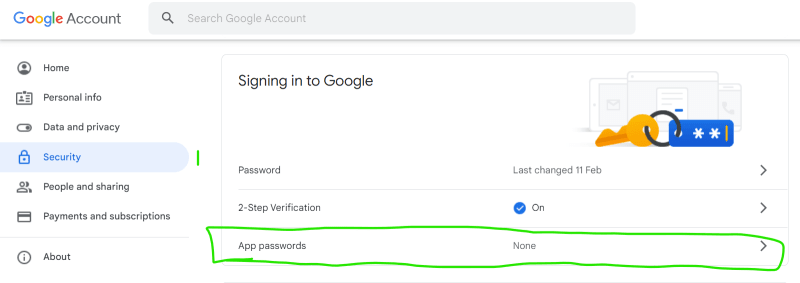 Google Account
Search Google Account
Home
Personal info
Data and privacy
Security
People and sharing
Payments and subscriptions
About
Signing in to Google
Password Last changed 11 Feb
2-Step Verification On
App passwords None